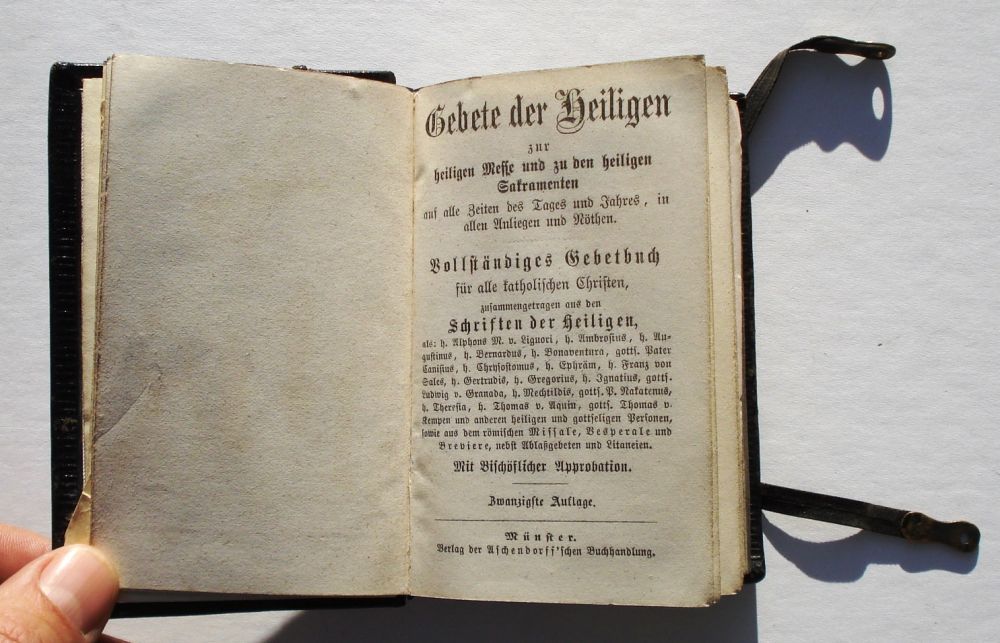 Gebete der Heiligen
zur
heiligen Messe und zu den heiligen
Sakramenten
auf alle Zeiten des Tages und Jahres, in
allen Anliegen und Nöthen.
Vollständiges Gebetbuch
für alle katholischen Christen,
zusammengetragen aus den
Schriften der Heiligen,
als: h. Alphons M. v. Liguori, h. Ambrosius, h. Au-
gustinus, h. Bernardus, h. Bonaventura, gotts. Pater
Canisius, h. Chrysostomus, h. Ephräm, h. Franz von
Sales, h. Gertrudis, h. Gregorius, h. Ignatius, gotts.
Ludwig v. Granada, h. Mechtildis, gotts. P. Nakatenus,
h. Theresia, h. Thomas v. Aquin, gotts. Thomas v.
Kempen und anderen heiligen und gottseligen Personen,
sowie aus dem römischen Missale, Vesperale und
Breviere, nebst Ablaßgebeten und Litaneien.
Mit Bischöflicher Approbation.
Zwanzigste Auflage.
Münster.
Verlag der Aschendorff'schen Buchhandlung.